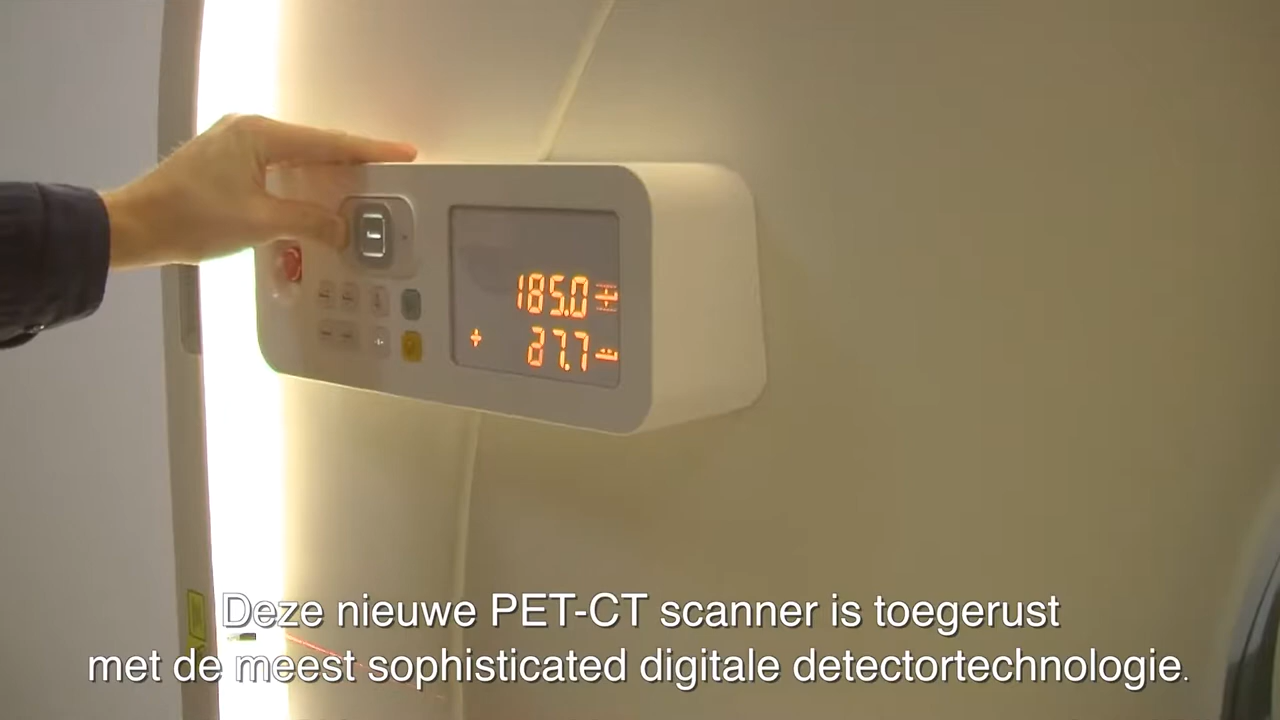 185.0
+ 27.7
Deze nieuwe PET-CT scanner is toegerust
met de meest sophisticated digitale detectortechnologie.